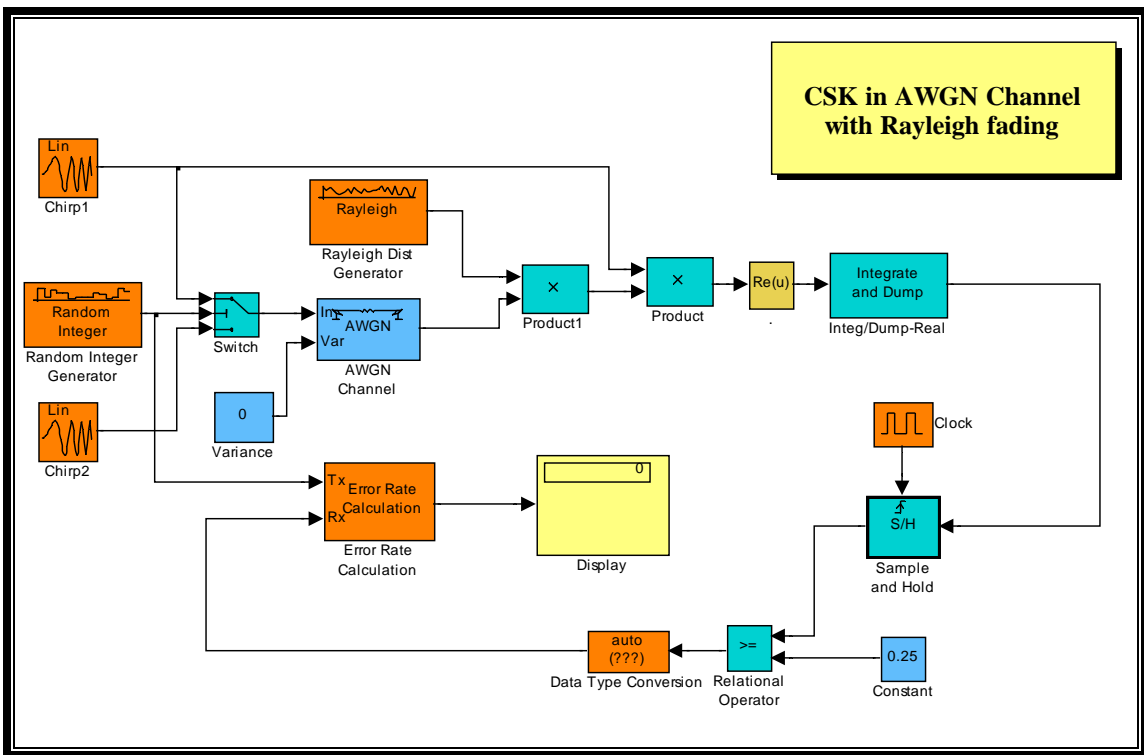 CSK in AWGN Channel
with Rayleigh fading
Lin
Chirp1
Rayleigh
Rayleigh Dist
Generator
Random
Integer
Random Integer
Generator
Switch
In
AWGN
Var
AWGN
Channel
×
Product1
×
Product
Re(u)
.
Integrate
and Dump
Integ/Dump-Real
Lin
Chirp2
0
Variance
Clock
Tx
Error Rate
Calculation
Rx
Error Rate
Calculation
0
Display
S/H
Sample
and Hold
auto
(???)
Data Type Conversion
>=
Relational
Operator
0.25
Constant